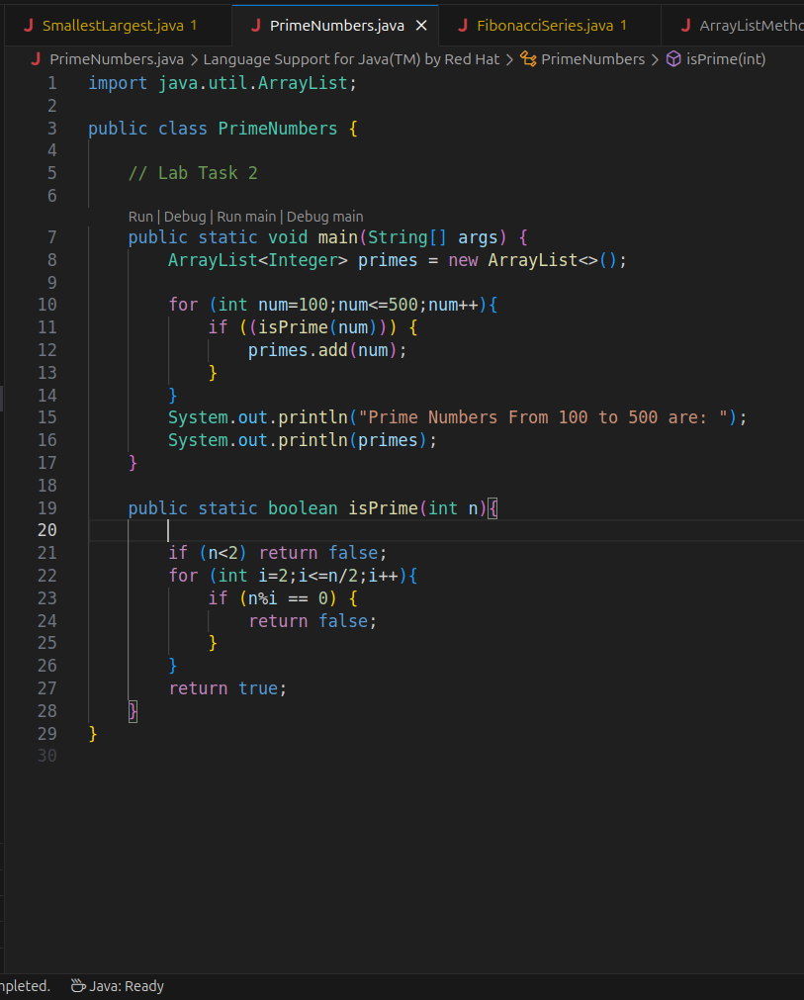 SmallestLargest.java 1 PrimeNumbers.java × FibonacciSeries.java 1 ArrayListMetho
PrimeNumbers.java > Language Support for Java(TM) by Red Hat > PrimeNumbers > isPrime(int)
1 import java.util.ArrayList;
2
3 public class PrimeNumbers {
4
5 // Lab Task 2
6
Run | Debug | Run main | Debug main
7 public static void main(String[] args) {
8 ArrayList<Integer> primes = new ArrayList<>();
9
10 for (int num=100;num<=500;num++){
11 if ((isPrime(num))) {
12 primes.add(num);
13 }
14 }
15 System.out.println("Prime Numbers From 100 to 500 are: ");
16 System.out.println(primes);
17 }
18
19 public static boolean isPrime(int n){
20
21 if (n<2) return false;
22 for (int i=2;i<=n/2;i++){
23 if (n%i == 0) {
24 return false;
25 }
26 }
27 return true;
28 }
29 }
30
mpleted. Java: Ready